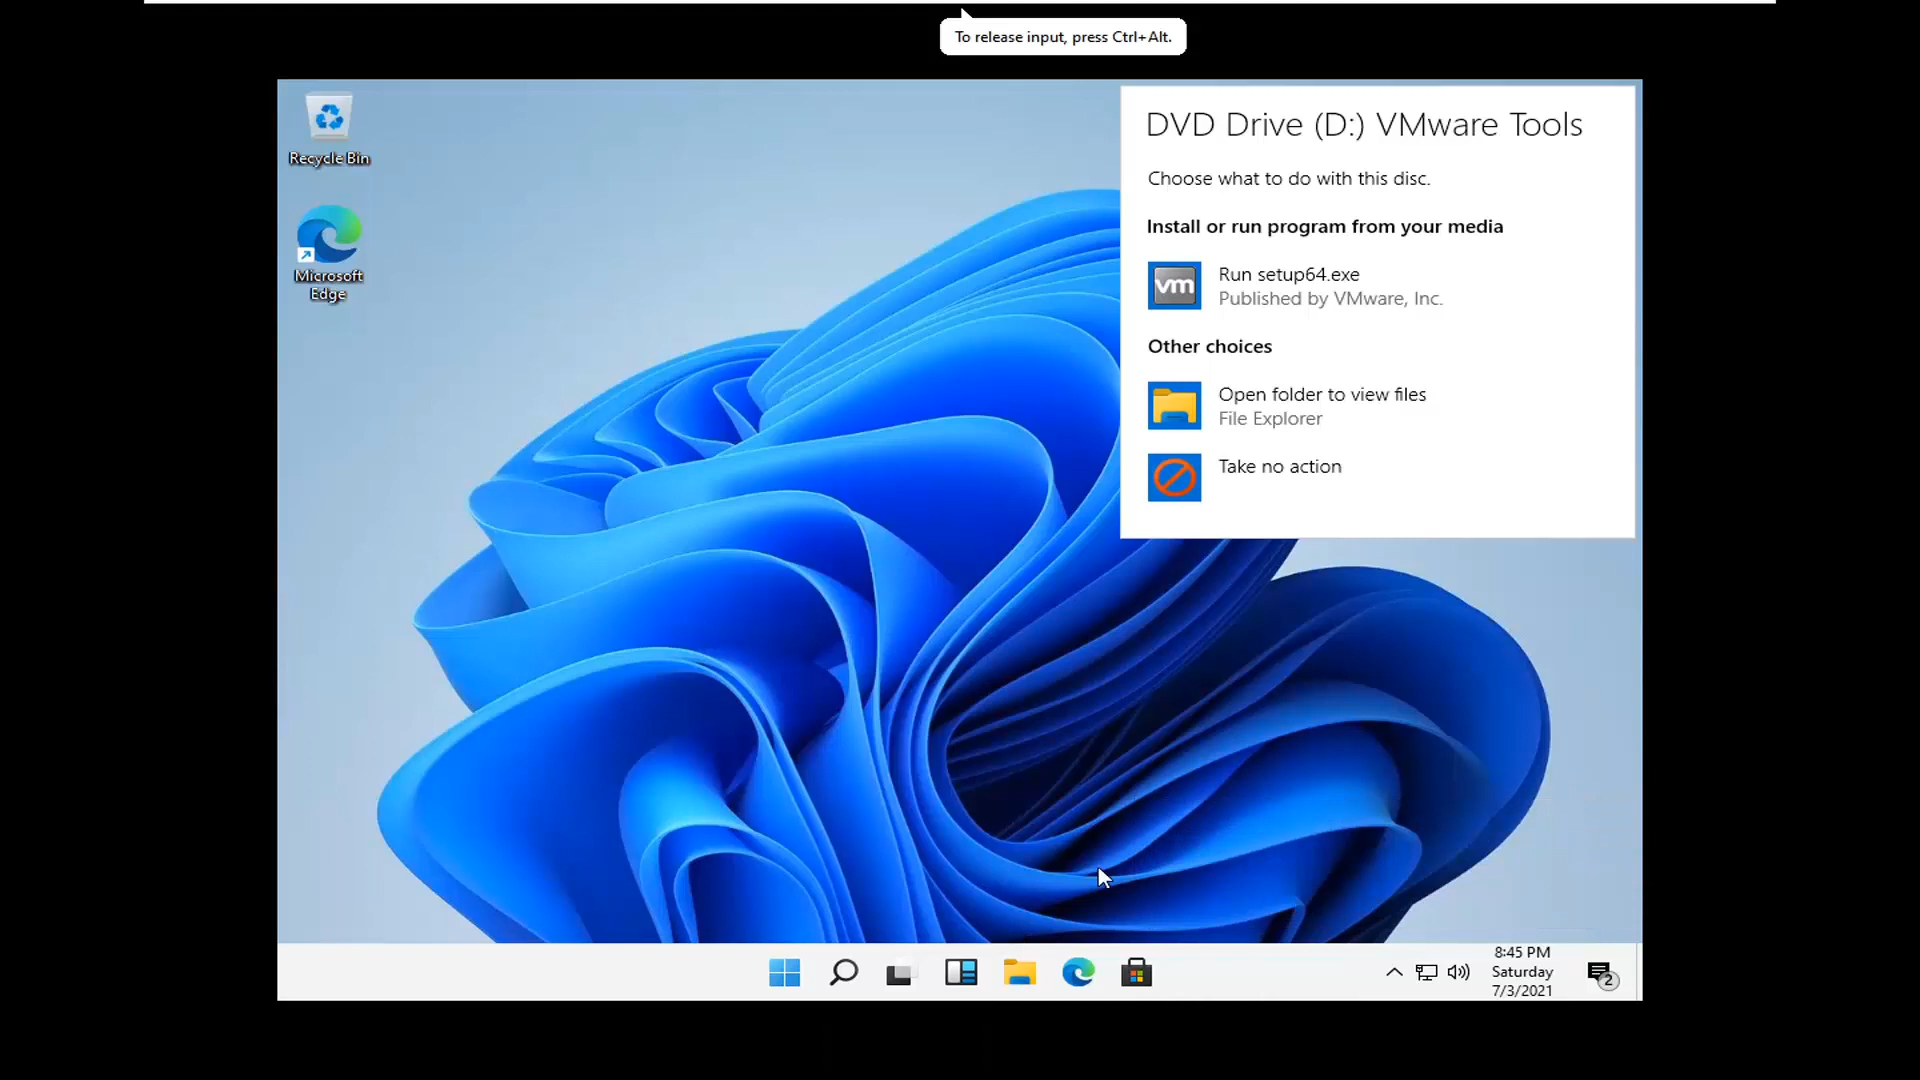 To release input, press Ctrl+Alt.
Recycle Bin
Microsoft
Edge
DVD Drive (D:) VMware Tools
Choose what to do with this disc.
Install or run program from your media
vm
Run setup64.exe
Published by VMware, Inc.
Other choices
Open folder to view files
File Explorer
Take no action
8:45 PM
Saturday
7/3/2021
2